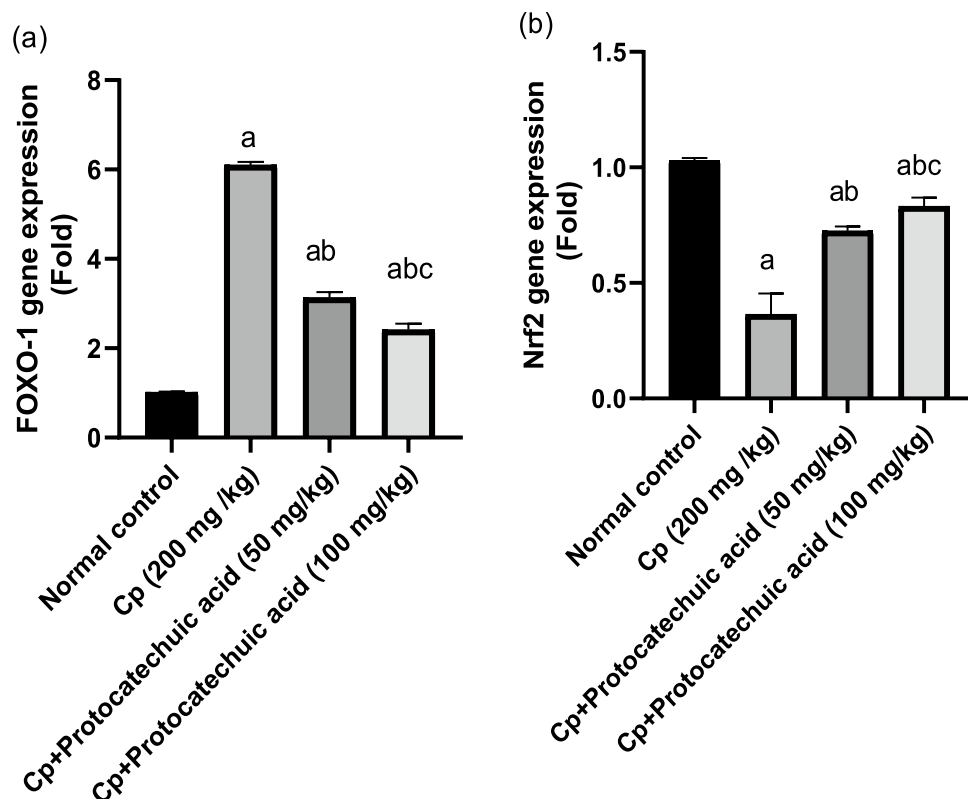 (a)
FOXO-1 gene expression
(Fold)
8
6
4
2
0
a
ab
abc
Normal control
Cp (200 mg /kg)
Cp+Protocatechuic acid (50 mg/kg)
Cp+Protocatechuic acid (100 mg/kg)
(b)
Nrf2 gene expression
(Fold)
1.5
1.0
0.5
0.0
a
ab
abc
Normal control
Cp (200 mg /kg)
Cp+Protocatechuic acid (50 mg/kg)
Cp+Protocatechuic acid (100 mg/kg)